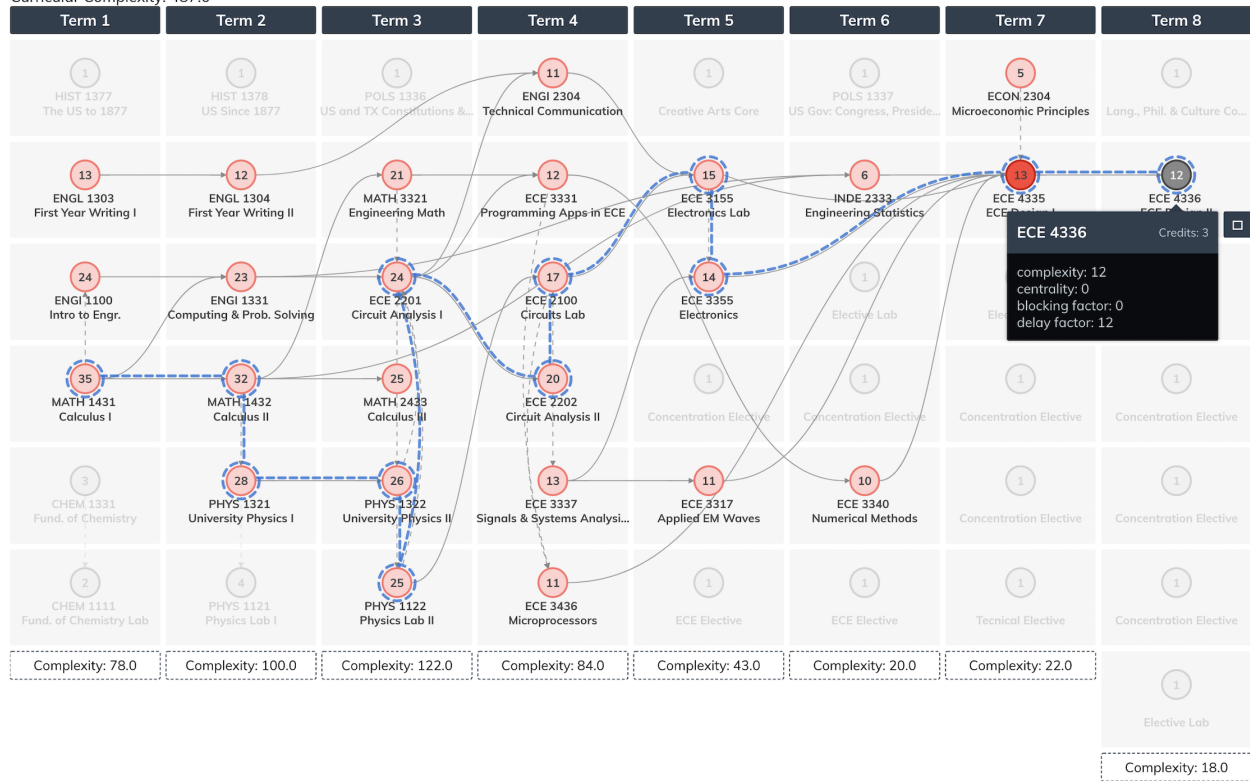 Curricular Complexity: 487.0
Term 1
Term 2
Term 3
Term 4
Term 5
Term 6
Term 7
Term 8
1
HIST 1377
The US to 1877
1
HIST 1378
US Since 1877
1
POLS 1336
US and TX Constitutions &...
11
ENGI 2304
Technical Communication
1
Creative Arts Core
1
POLS 1337
US Gov: Congress, Preside...
5
ECON 2304
Microeconomic Principles
1
Lang., Phil. & Culture Co...
13
ENGL 1303
First Year Writing I
12
ENGL 1304
First Year Writing II
21
MATH 3321
Engineering Math
12
ECE 3331
Programming Apps in ECE
15
ECE 3155
Electronics Lab
6
INDE 2333
Engineering Statistics
13
ECE 4335
ECE Design I
12
ECE 4336
ECE Design II
24
ENGI 1100
Intro to Engr.
23
ENGI 1331
Computing & Prob. Solving
24
ECE 2201
Circuit Analysis I
17
ECE 2100
Circuits Lab
14
ECE 3355
Electronics
1
Elective Lab
Ele
ECE 4336
Credits: 3
complexity: 12
centrality: 0
blocking factor: 0
delay factor: 12
35
MATH 1431
Calculus I
32
MATH 1432
Calculus II
25
MATH 2433
Calculus III
20
ECE 2202
Circuit Analysis II
1
Concentration Elective
1
Concentration Elective
1
Concentration Elective
1
Concentration Elective
3
CHEM 1331
Fund. of Chemistry
28
PHYS 1321
University Physics I
26
PHYS 1322
University Physics II
13
ECE 3337
Signals & Systems Analysi...
11
ECE 3317
Applied EM Waves
10
ECE 3340
Numerical Methods
1
Concentration Elective
1
Concentration Elective
2
CHEM 1111
Fund. of Chemistry Lab
4
PHYS 1121
Physics Lab I
25
PHYS 1122
Physics Lab II
11
ECE 3436
Microprocessors
1
ECE Elective
1
ECE Elective
1
Tecnical Elective
1
Concentration Elective
Complexity: 78.0
Complexity: 100.0
Complexity: 122.0
Complexity: 84.0
Complexity: 43.0
Complexity: 20.0
Complexity: 22.0
1
Elective Lab
Complexity: 18.0